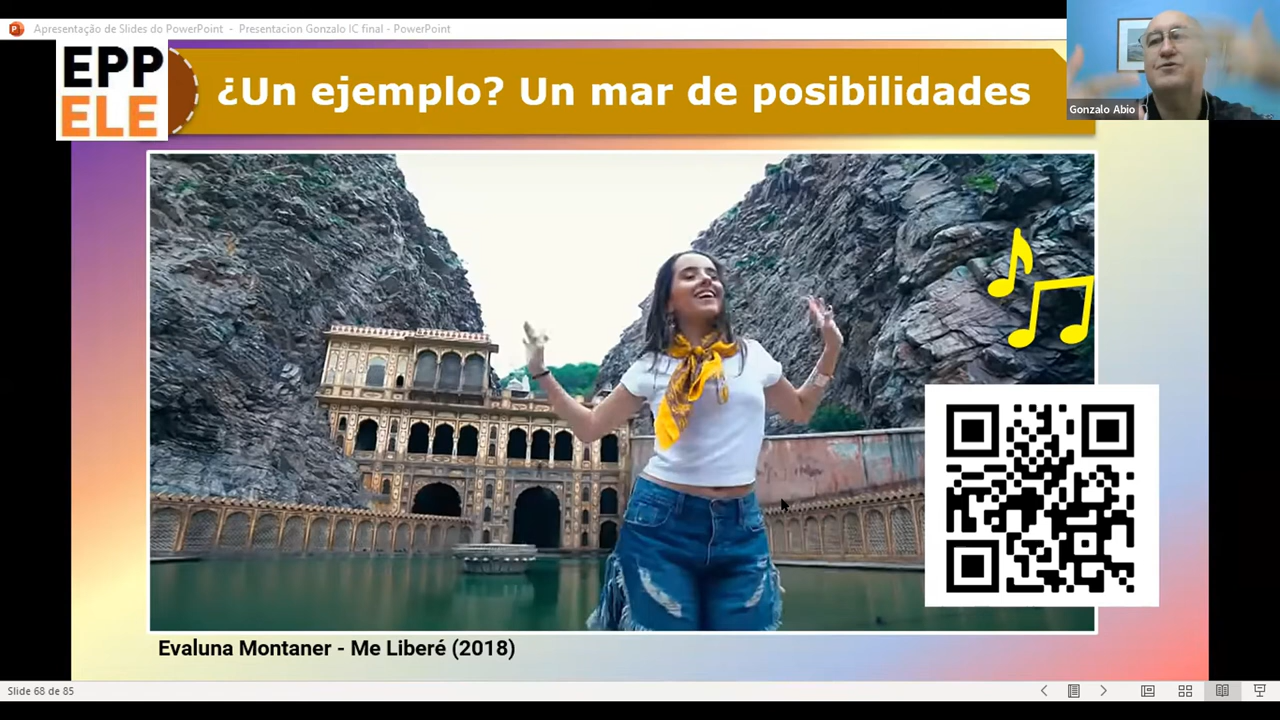 Apresentação de Slides do PowerPoint - Presentacion Gonzalo IC final - PowerPoint
EPP
ELE
¿Un ejemplo? Un mar de posibilidades
Gonzalo Abio
Evaluna Montaner - Me Liberé (2018)
Slide 68 de 85